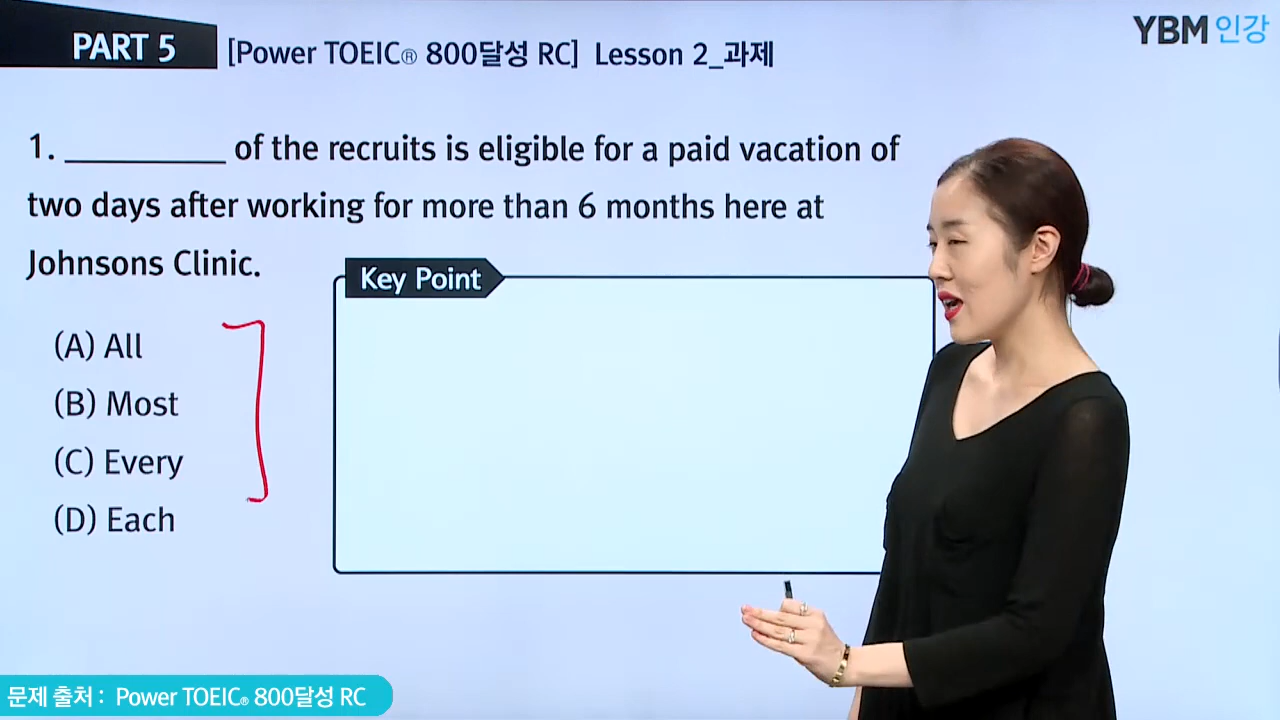 PART 5
[Power TOEIC® 800달성 RC] Lesson 2_과제
YBM 인강
1. __________ of the recruits is eligible for a paid vacation of
two days after working for more than 6 months here at
Johnsons Clinic.
Key Point
(A) All
(B) Most
(C) Every
(D) Each
문제 출처 : Power TOEIC® 800달성 RC